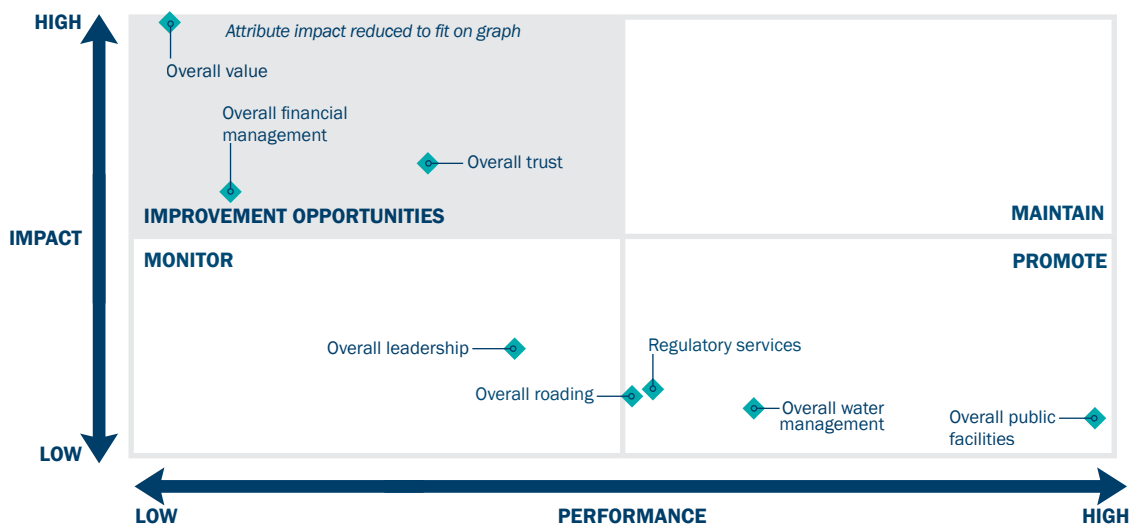 HIGH
Attribute impact reduced to fit on graph
Overall value
Overall financial
management
Overall trust
IMPROVEMENT OPPORTUNITIES
MAINTAIN
IMPACT
MONITOR
PROMOTE
Overall leadership
Regulatory services
Overall roading
Overall water
management
Overall public
facilities
LOW
LOW
PERFORMANCE
HIGH